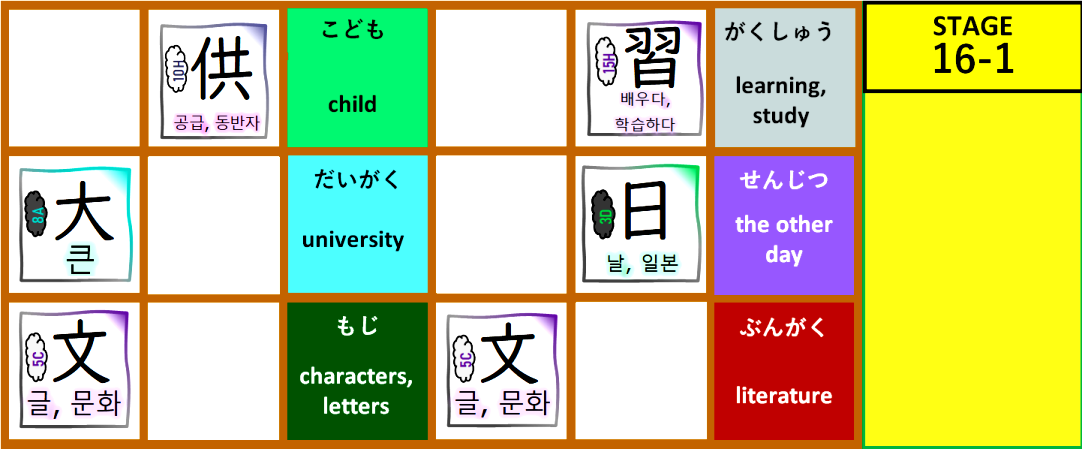 10H
供
공급, 동반자
こども
child
15H
習
배우다,
학습하다
がくしゅう
learning,
study
STAGE
16-1
8A
大
큰
だいがく
university
3D
日
날, 일본
せんじつ
the other
day
5C
文
글, 문화
もじ
characters,
letters
5C
文
글, 문화
ぶんがく
literature